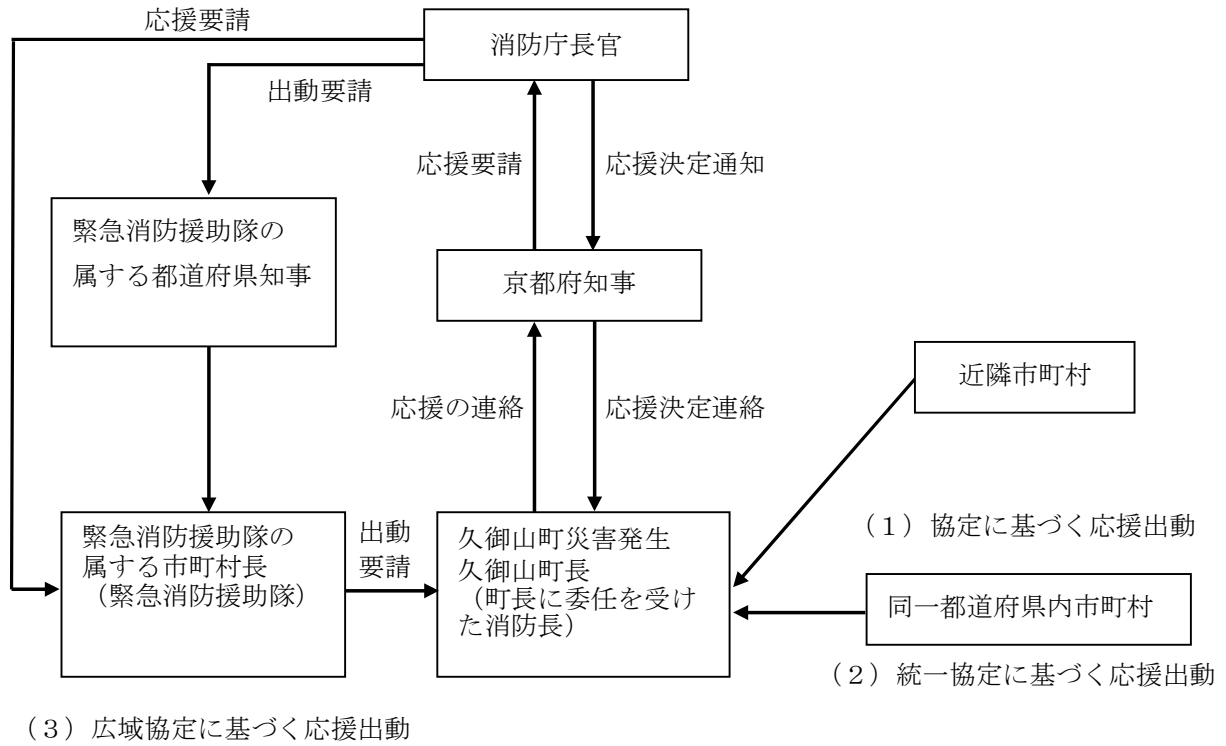 応援要請
消防庁長官
出動要請
応援要請
応援決定通知
緊急消防援助隊の
属する都道府県知事
京都府知事
近隣市町村
応援の連絡
応援決定連絡
(1)協定に基づく応援出動
緊急消防援助隊の
属する市町村長
(緊急消防援助隊)
出動
要請
久御山町災害発生
久御山町長
(町長に委任を受け
た消防長)
同一都道府県内市町村
(2)統一協定に基づく応援出動
(3)広域協定に基づく応援出動